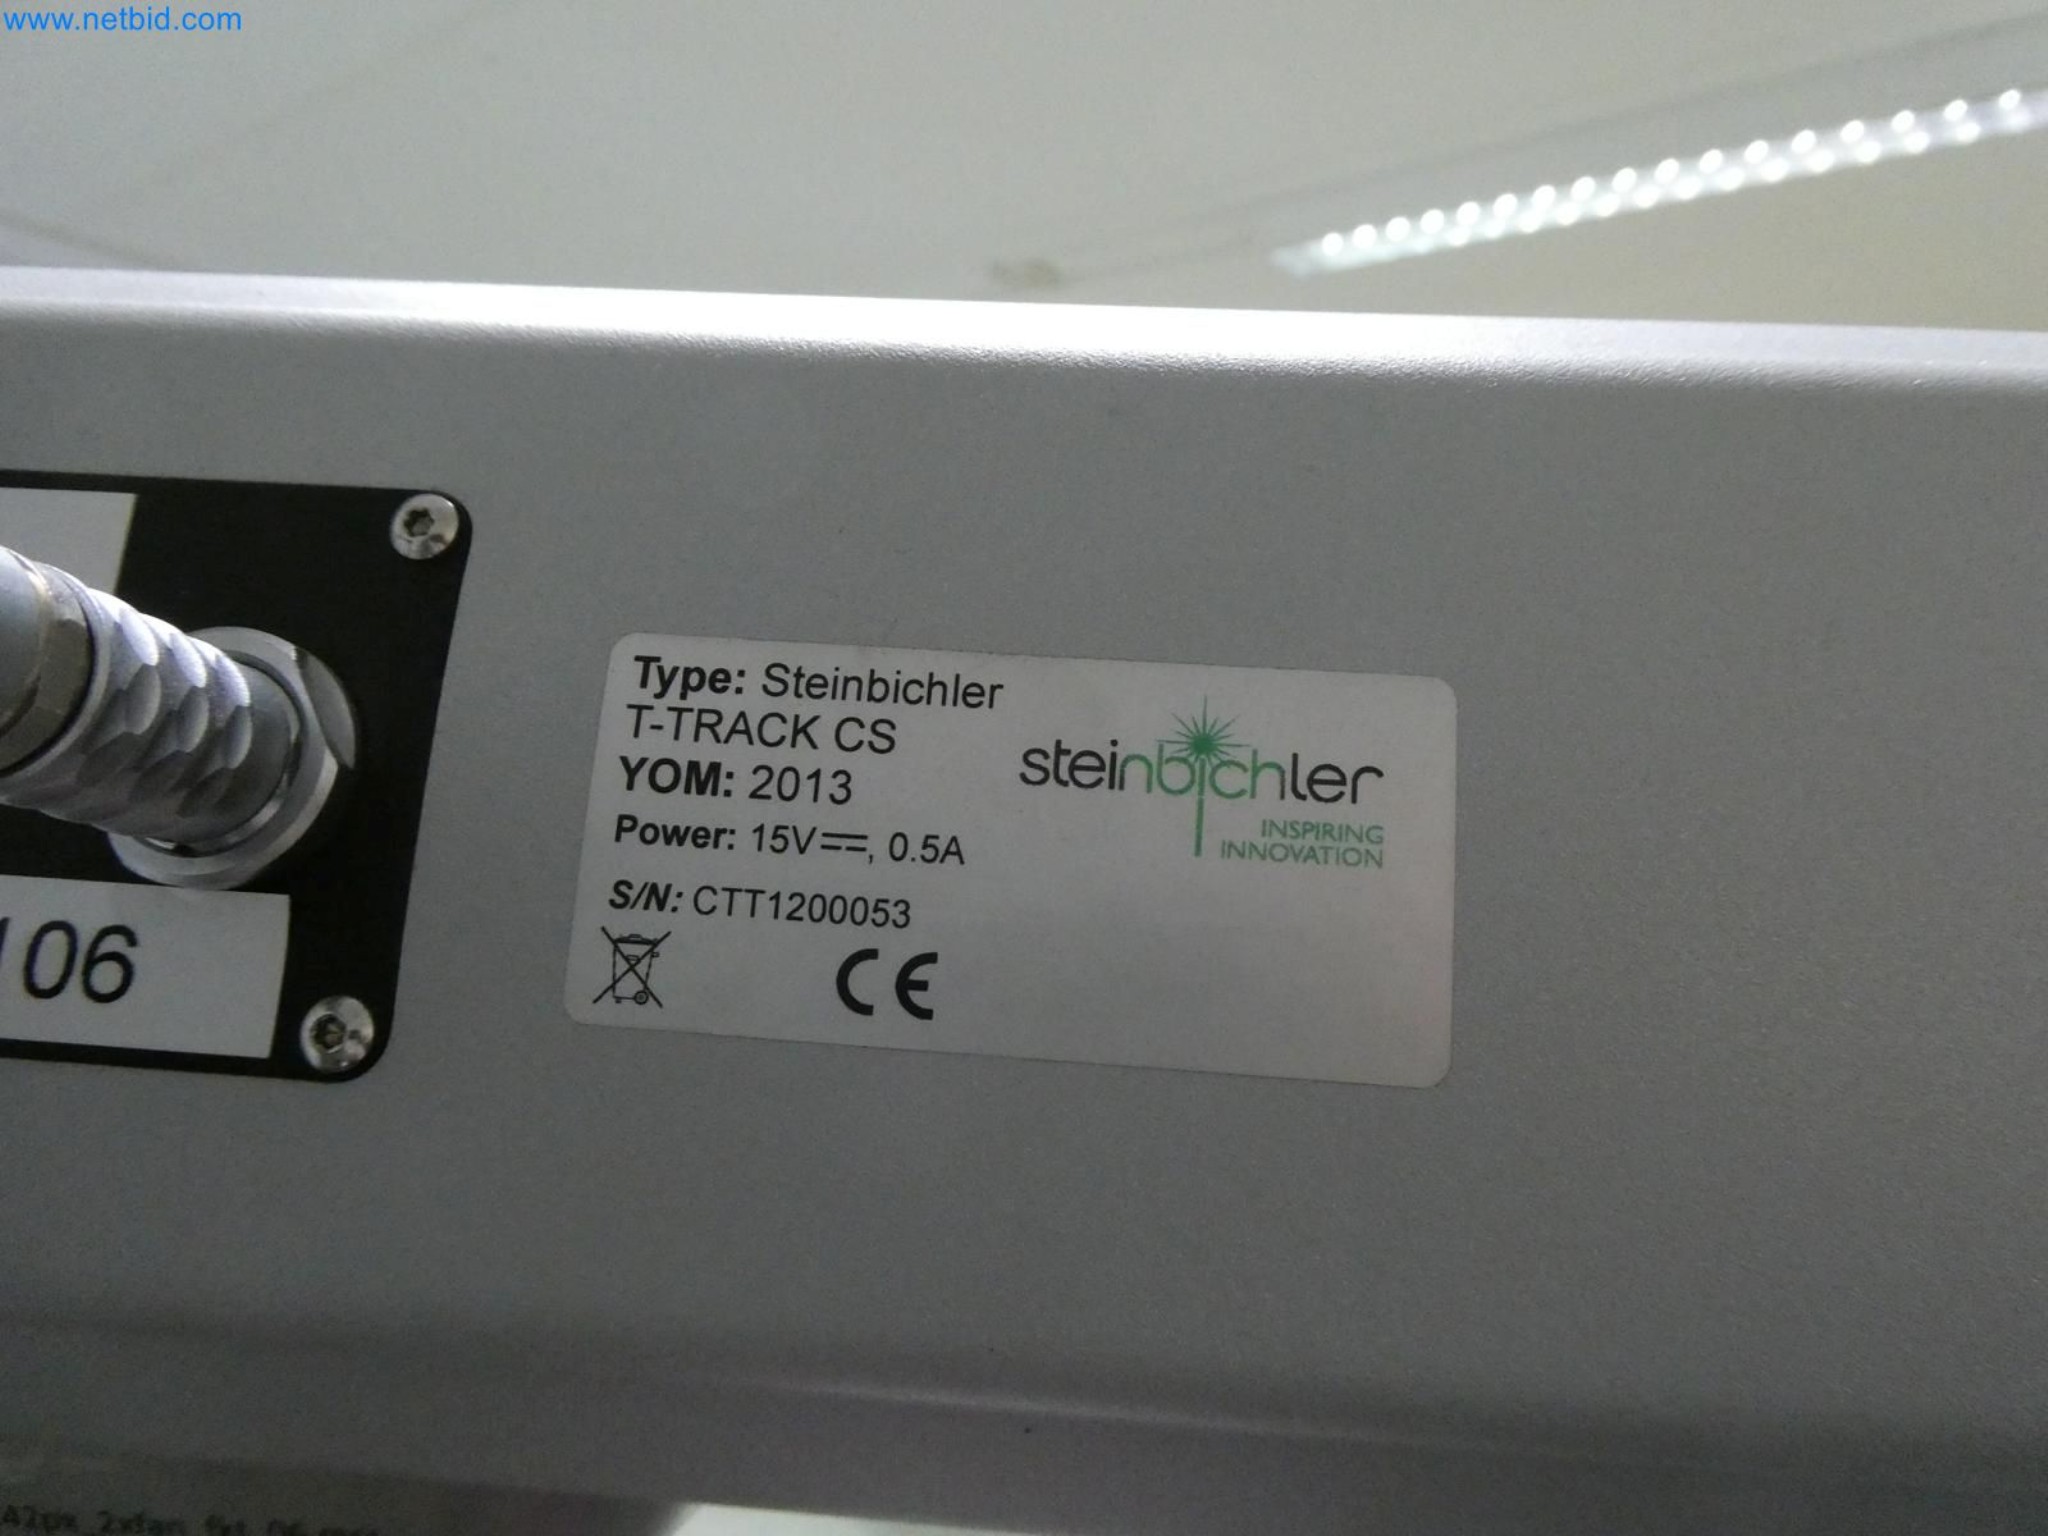 www.netbid.com
Type: Steinbichler
T-TRACK CS
YOM: 2013
Power: 15V⎓, 0.5A
S/N: CTT1200053
CE
steinbichler
INSPIRING
INNOVATION
106